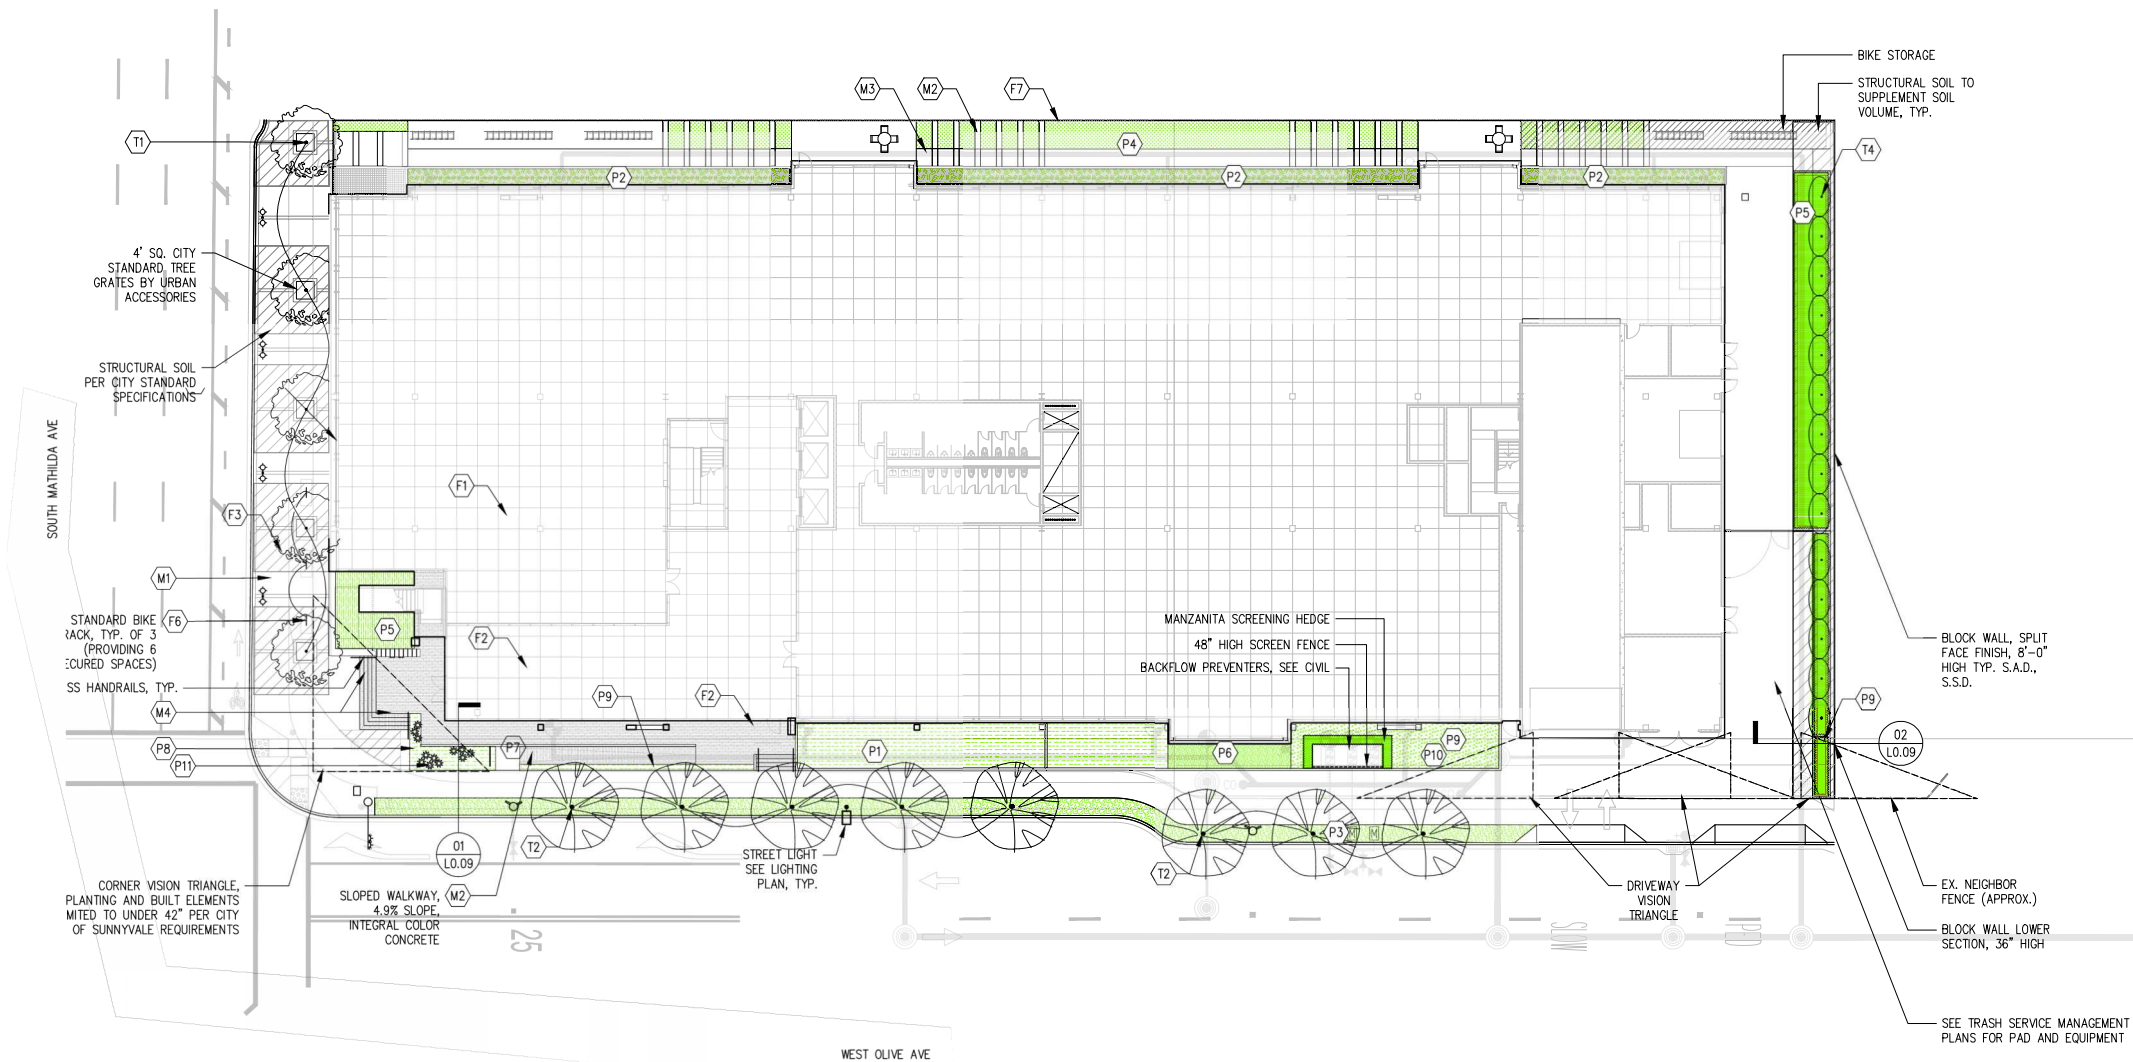 BIKE STORAGE
STRUCTURAL SOIL TO
SUPPLEMENT SOIL
VOLUME, TYP.
M3
M2
F7
T1
P4
T4
P2
P2
P2
P5
4' SQ. CITY
STANDARD TREE
GRATES BY URBAN
ACCESSORIES
STRUCTURAL SOIL
PER CITY STANDARD
SPECIFICATIONS
SOUTH MATHILDA AVE
F1
F3
M1
STANDARD BIKE
RACK, TYP. OF 3
(PROVIDING 6
ECURED SPACES)
F6
P5
F2
SS HANDRAILS, TYP.
M4
P8
P11
P7
P9
F2
P1
P6
MANZANITA SCREENING HEDGE
48" HIGH SCREEN FENCE
BACKFLOW PREVENTERS, SEE CIVIL
P9
P10
BLOCK WALL, SPLIT
FACE FINISH, 8'-0"
HIGH TYP. S.A.D.,
S.S.D.
P9
02
L0.09
01
L0.09
T2
STREET LIGHT
SEE LIGHTING
PLAN, TYP.
T2
P3
M
M
CORNER VISION TRIANGLE,
PLANTING AND BUILT ELEMENTS
MITED TO UNDER 42" PER CITY
OF SUNNYVALE REQUIREMENTS
SLOPED WALKWAY,
4.9% SLOPE,
INTEGRAL COLOR
CONCRETE
M2
25
DRIVEWAY
VISION
TRIANGLE
EX. NEIGHBOR
FENCE (APPROX.)
BLOCK WALL LOWER
SECTION, 36" HIGH
SEE TRASH SERVICE MANAGEMENT
PLANS FOR PAD AND EQUIPMENT
WEST OLIVE AVE